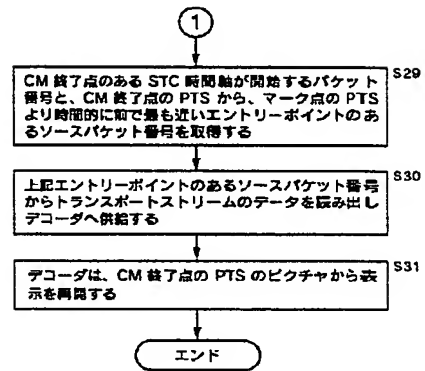 1
S29
CM 終了点のある STC 時間軸が開始するパケット
番号と、CM 終了点の PTS から、マーク点の PTS
より時間的に前で最も近いエントリーポイントのあ
るソースパケット番号を取得する
S30
上記エントリーポイントのあるソースパケット番号
からトランスポートストリームのデータを読み出し
デコーダへ供給する
S31
デコーダは、CM 終了点の PTS のピクチャから表
示を再開する
エンド